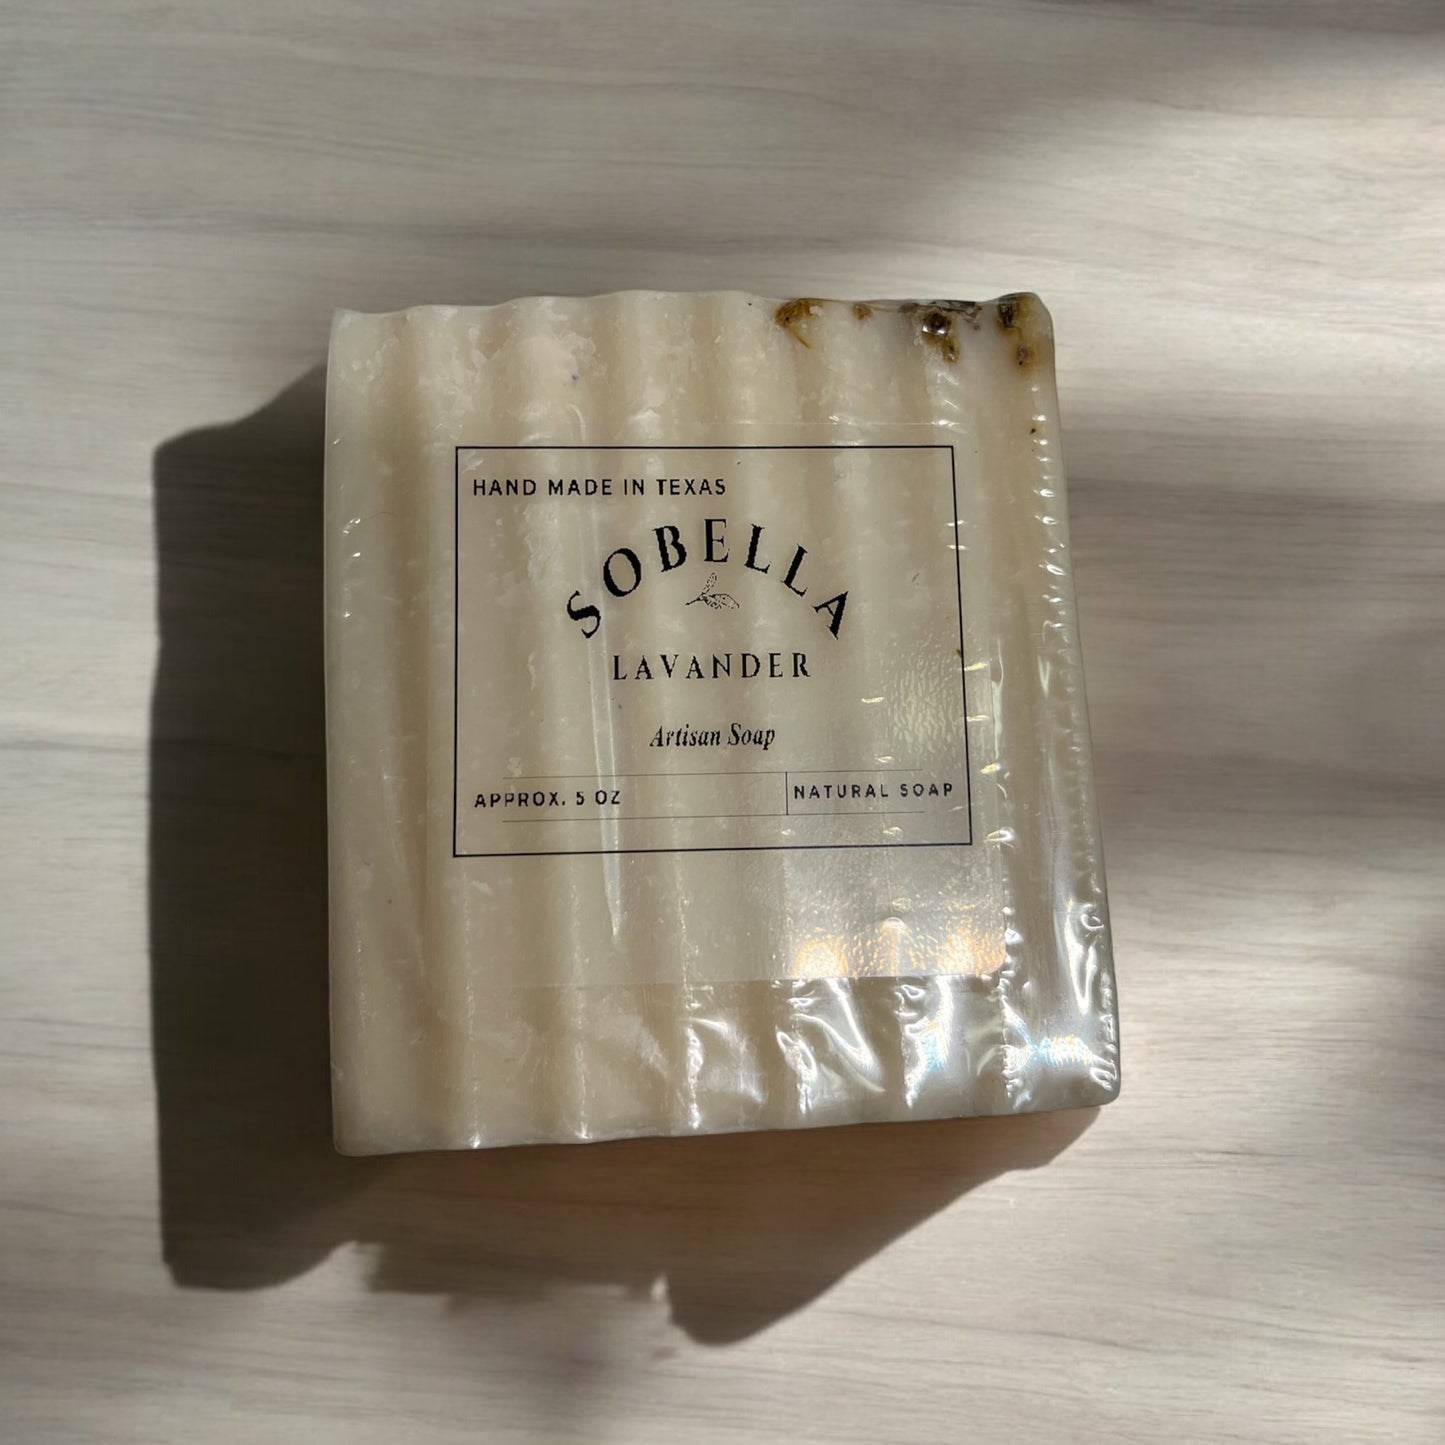 HAND MADE IN TEXAS
SOBELLA
LAVANDER
Artisan Soap
APPROX. 5 OZ
NATURAL SOAP